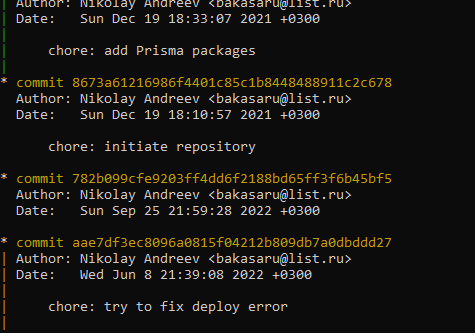 | Author: Nikolay Andreev <bakasaru@list.ru>
| Date:   Sun Dec 19 18:33:07 2021 +0300
|
|     chore: add Prisma packages
|
* commit 8673a61216986f4401c85c1b8448488911c2c678
  Author: Nikolay Andreev <bakasaru@list.ru>
  Date:   Sun Dec 19 18:10:57 2021 +0300

      chore: initiate repository

* commit 782b099cfe9203ff4dd6f2188bd65ff3f6b45bf5
  Author: Nikolay Andreev <bakasaru@list.ru>
  Date:   Sun Sep 25 21:59:28 2022 +0300

* commit aae7df3ec8096a0815f04212b809db7a0dbddd27
| Author: Nikolay Andreev <bakasaru@list.ru>
| Date:   Wed Jun 8 21:39:08 2022 +0300
|
|     chore: try to fix deploy error
|